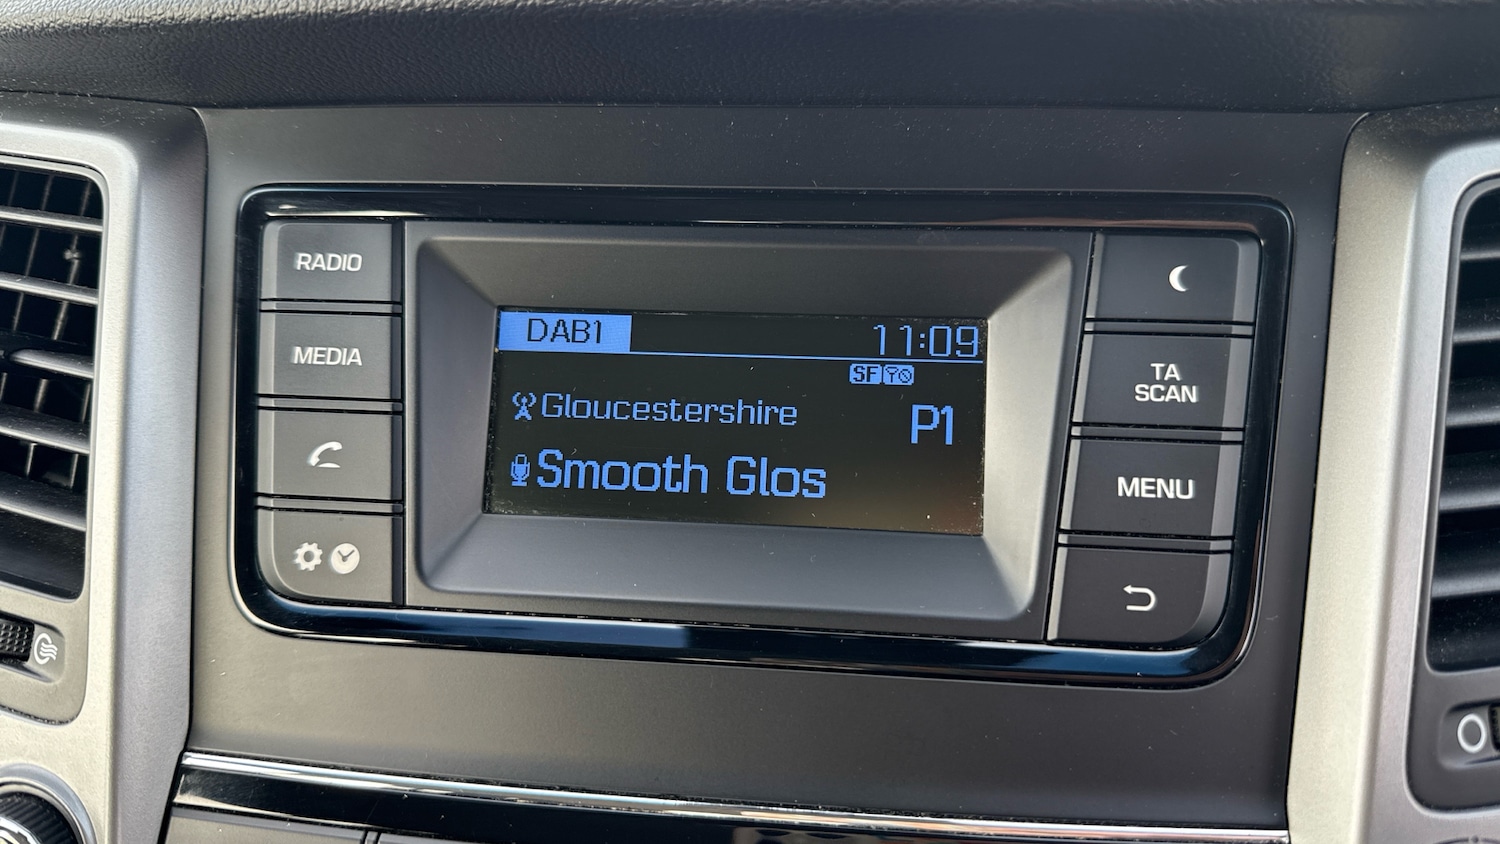 RADIO
MEDIA
DAB1
11:09
SF
Gloucestershire
P1
Smooth Glos
TA
SCAN
MENU